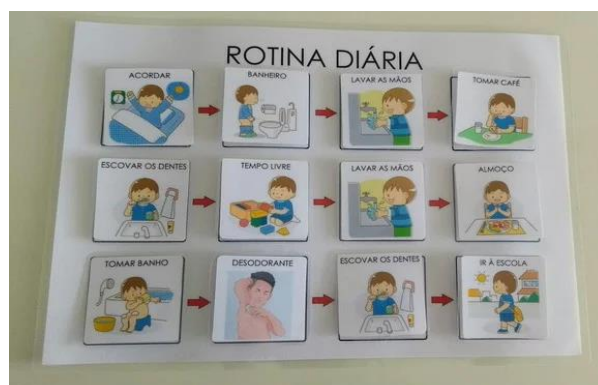 ROTINA DIÁRIA
ACORDAR
BANHEIRO
LAVAR AS MÃOS
TOMAR CAFÉ
ESCOVAR OS DENTES
TEMPO LIVRE
LAVAR AS MÃOS
ALMOÇO
TOMAR BANHO
DESODORANTE
ESCOVAR OS DENTES
IR À ESCOLA